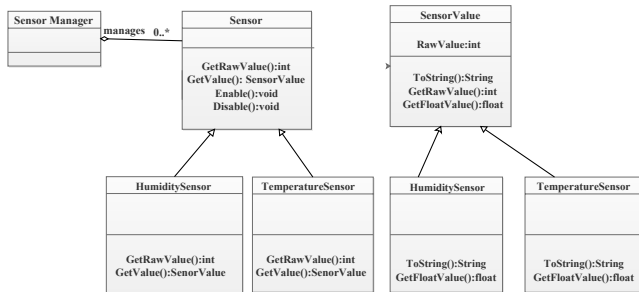 Sensor Manager
manages 0..*
Sensor
GetRawValue():int
GetValue(): SensorValue
Enable():void
Disable():void
SensorValue
RawValue:int
ToString():String
GetRawValue():int
GetFloatValue():float
HumiditySensor
GetRawValue():int
GetValue():SenorValue
TemperatureSensor
GetRawValue():int
GetValue():SenorValue
HumiditySensor
ToString():String
GetFloatValue():float
TemperatureSensor
ToString():String
GetFloatValue():float